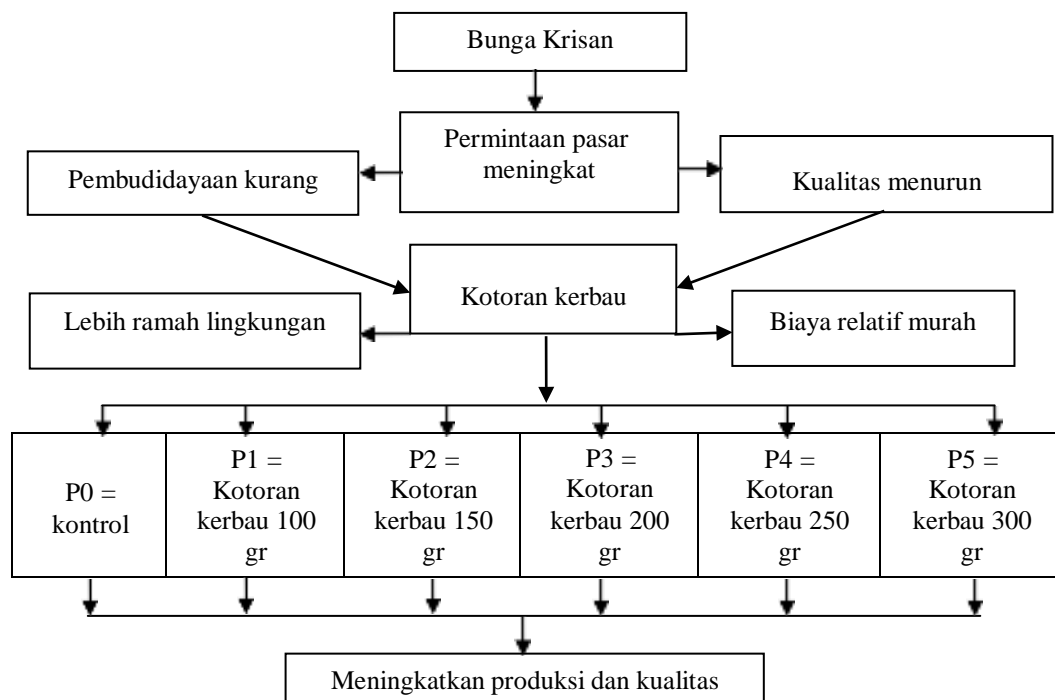 Bunga Krisan
Permintaan pasar
meningkat
Pembudidayaan kurang
Kualitas menurun
Kotoran kerbau
Lebih ramah lingkungan
Biaya relatif murah
P0 =
kontrol
P1 =
Kotoran
kerbau 100
gr
P2 =
Kotoran
kerbau 150
gr
P3 =
Kotoran
kerbau 200
gr
P4 =
Kotoran
kerbau 250
gr
P5 =
Kotoran
kerbau 300
gr
Meningkatkan produksi dan kualitas